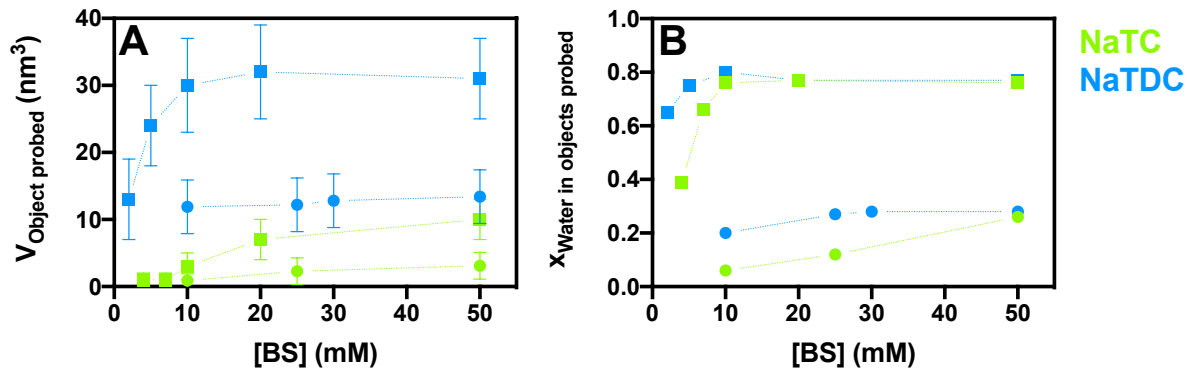 A
V Object probed (nm3)
40
30
20
10
0
0 10 20 30 40 50
[BS] (mM)
B
xWater in objects probed
1.0
0.8
0.6
0.4
0.2
0.0
0 10 20 30 40 50
[BS] (mM)
NaTC
NaTDC